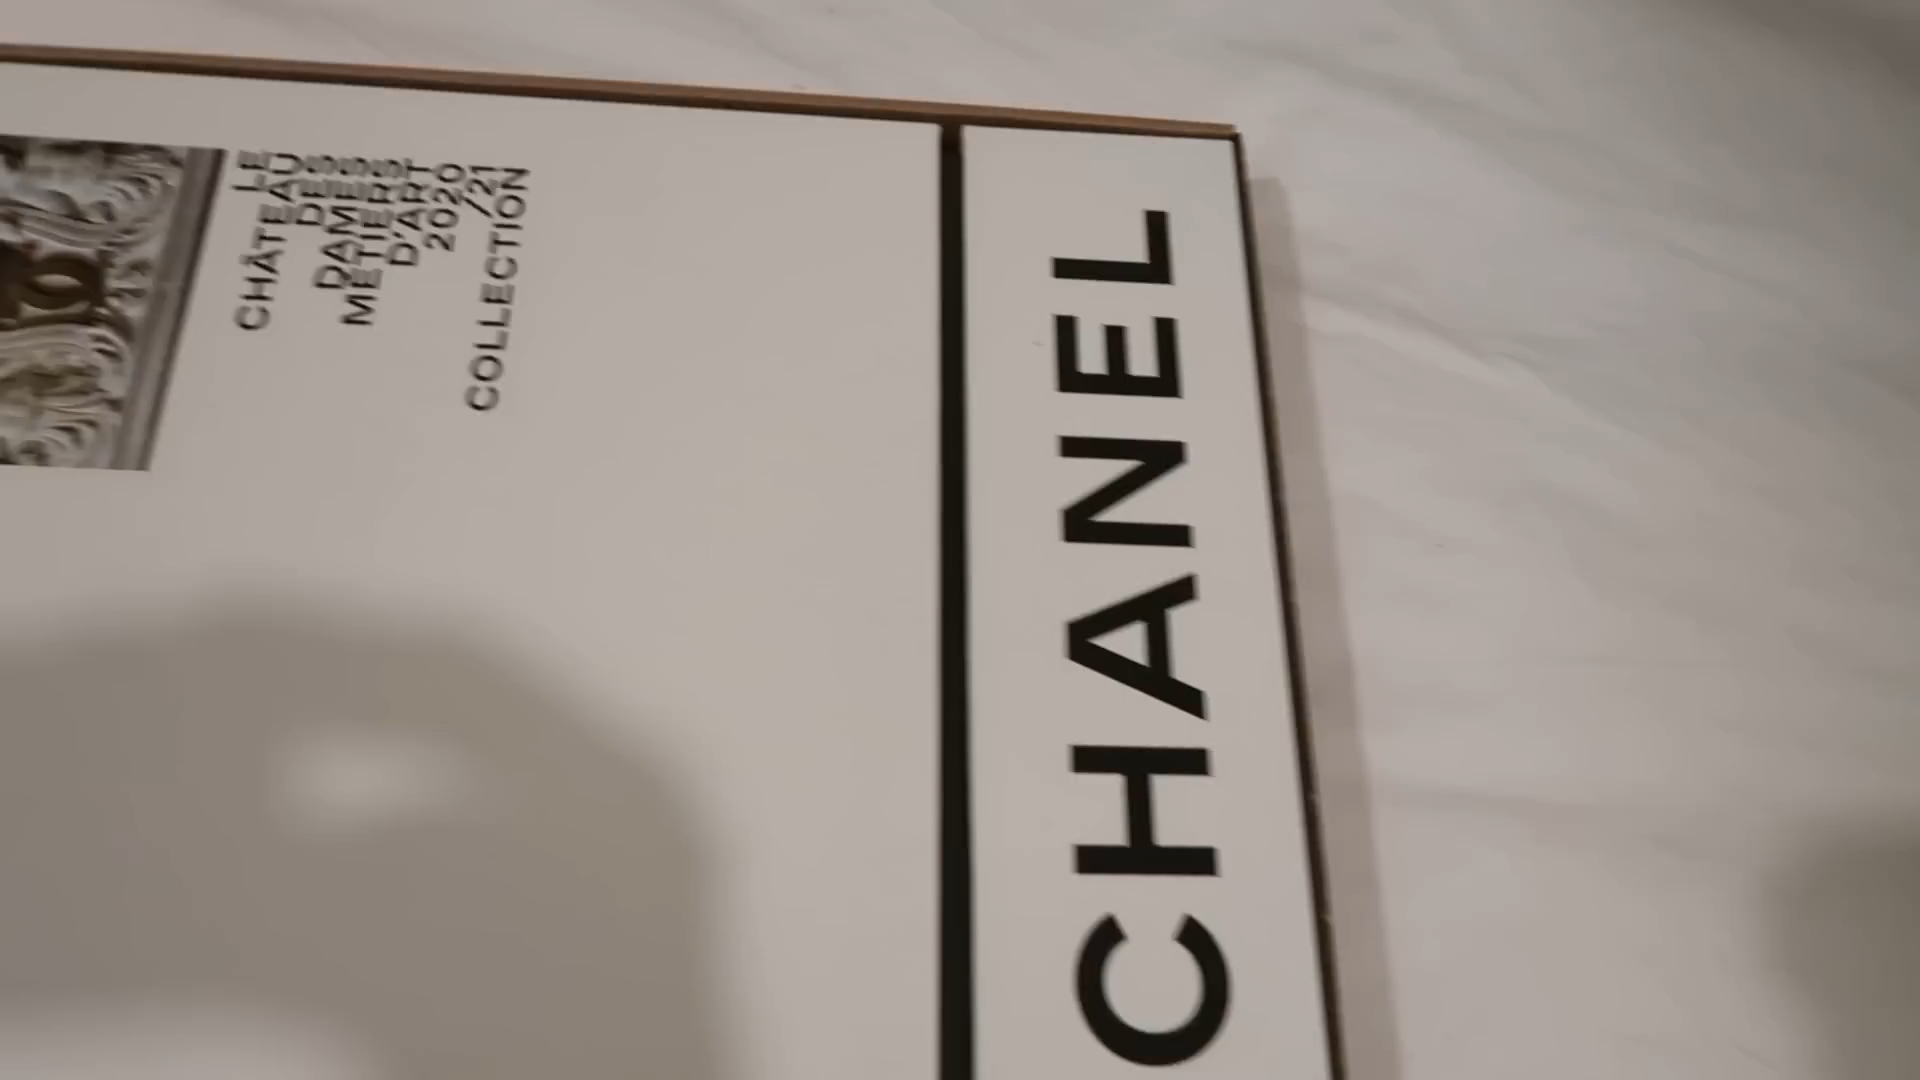 LE
CHÂTEAU
DES
DAMES
MÉTIERS
D'ART
2020
/21
COLLECTION
CHANEL